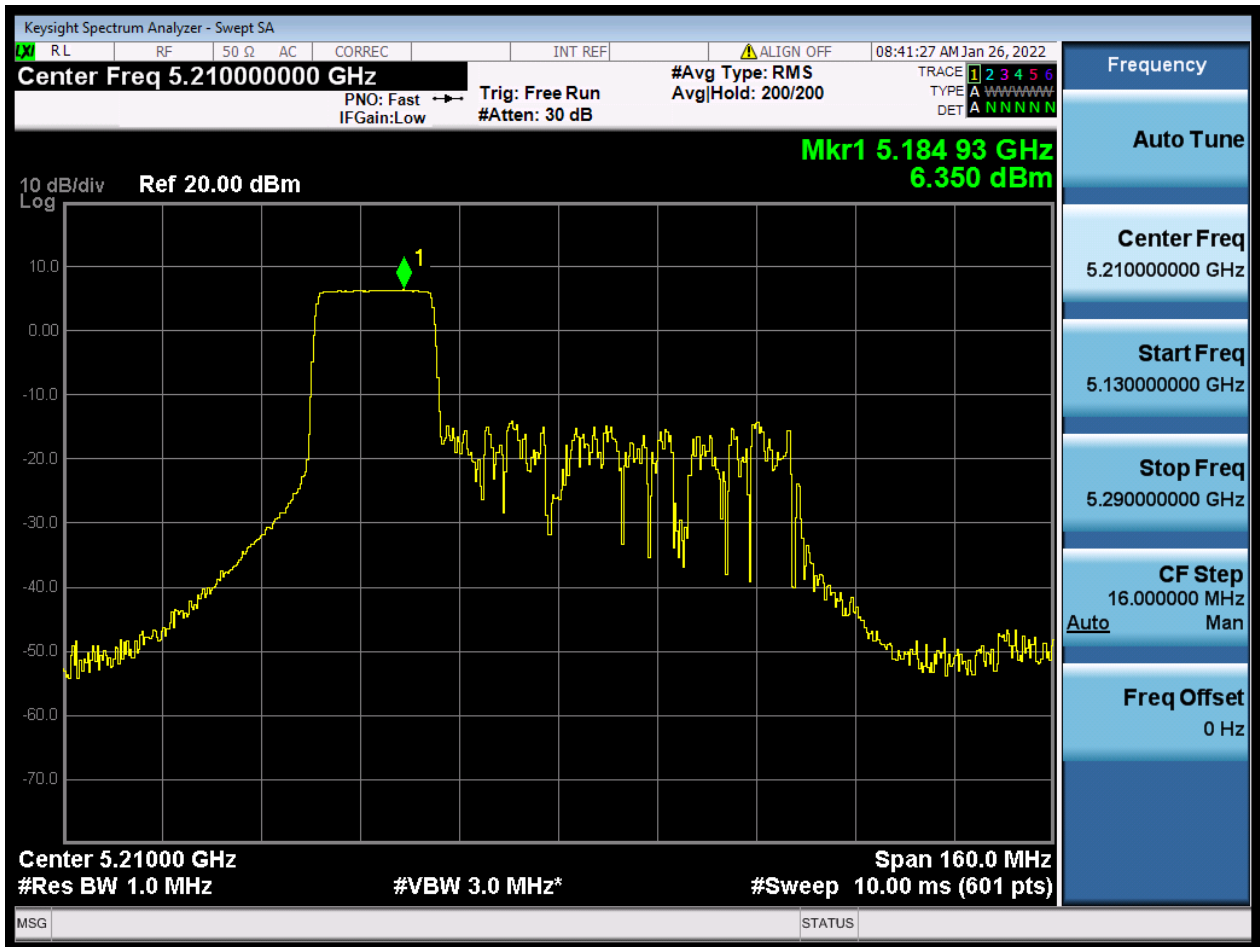 Keysight Spectrum Analyzer - Swept SA
LXI RL RF 50 Ω AC CORREC INT REF ALIGN OFF 08:41:27 AM Jan 26, 2022
Center Freq 5.210000000 GHz
PNO: Fast
IFGain:Low
Trig: Free Run
#Atten: 30 dB
#Avg Type: RMS
Avg|Hold: 200/200
TRACE 1 2 3 4 5 6
TYPE A WWWWW
DET A N N N N N
Mkr1 5.184 93 GHz
6.350 dBm
10 dB/div Ref 20.00 dBm
Log
1
10.0
0.00
-10.0
-20.0
-30.0
-40.0
-50.0
-60.0
-70.0
Center 5.21000 GHz Span 160.0 MHz
#Res BW 1.0 MHz #VBW 3.0 MHz* #Sweep 10.00 ms (601 pts)
MSG STATUS
Frequency
Auto Tune
Center Freq
5.210000000 GHz
Start Freq
5.130000000 GHz
Stop Freq
5.290000000 GHz
CF Step
16.000000 MHz
Auto Man
Freq Offset
0 Hz